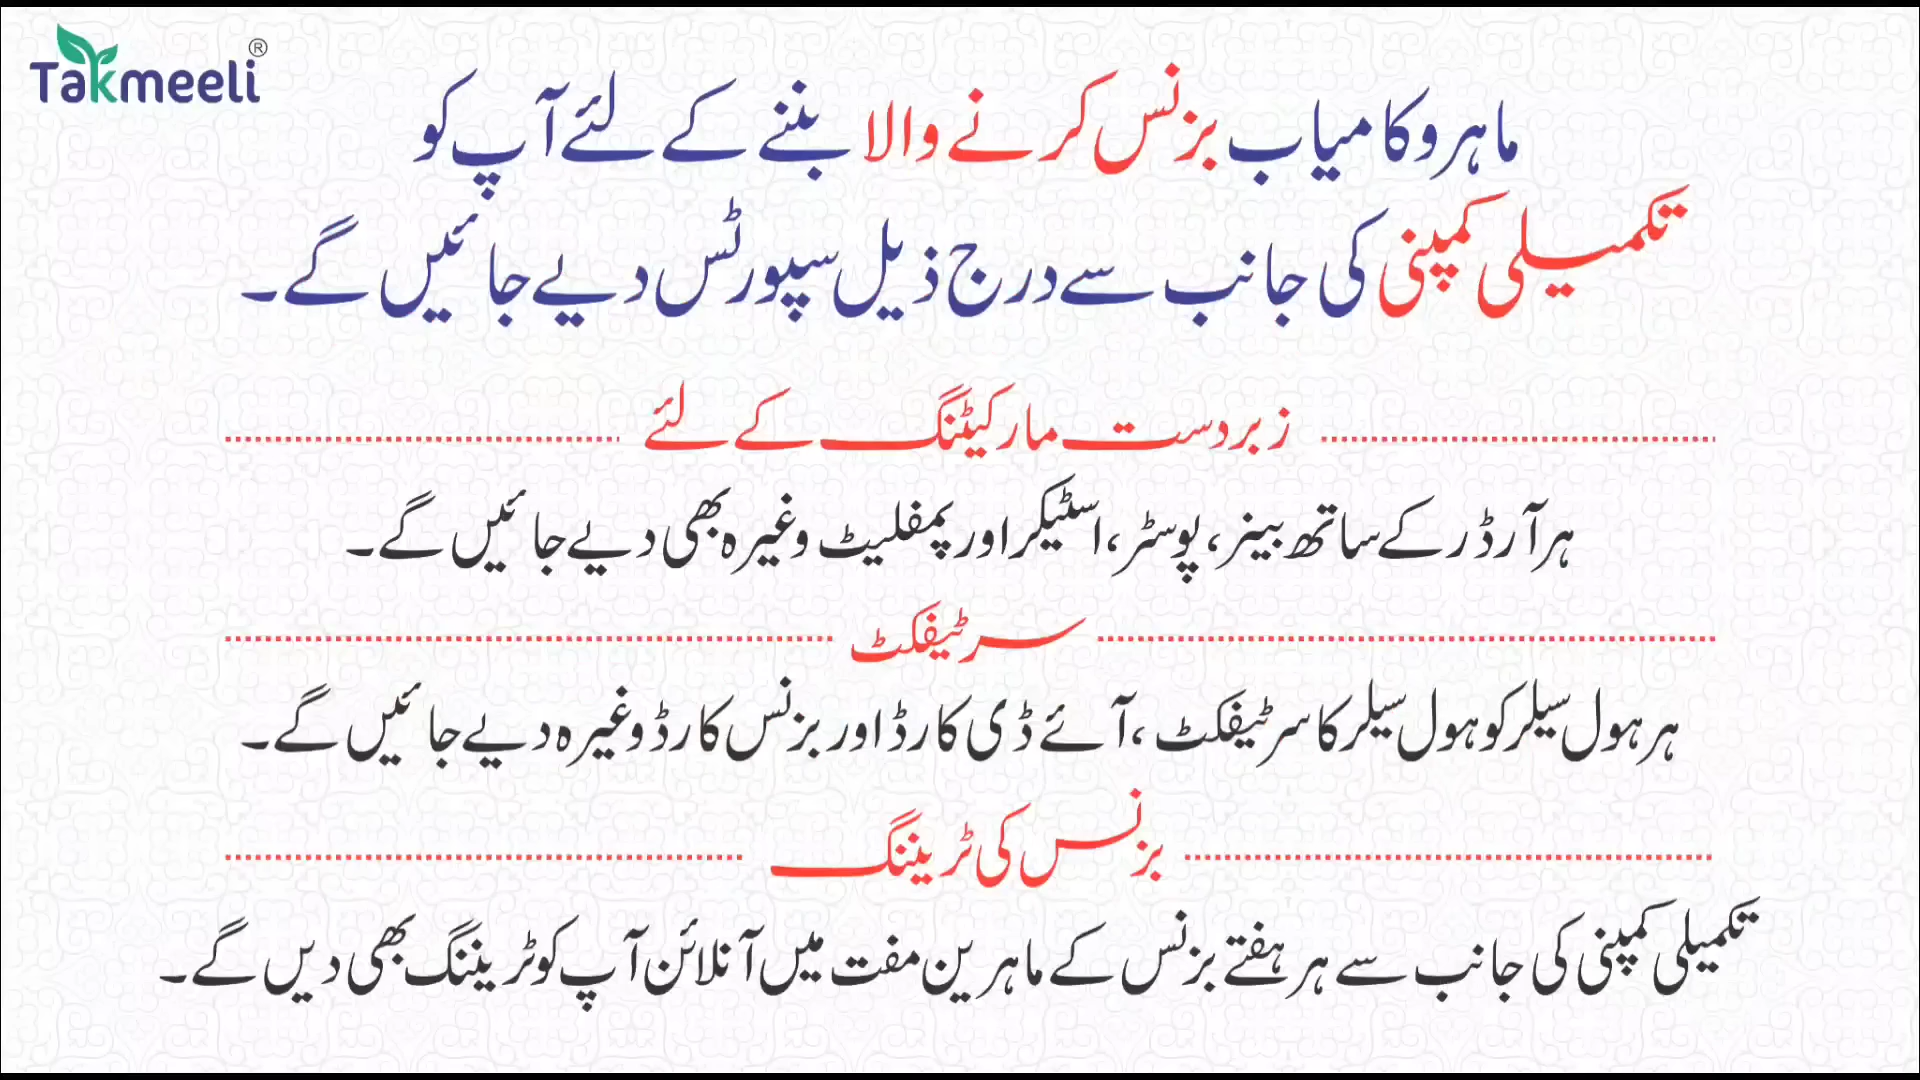 Takmeeli®
ماہر و کامیاب بزنس کرنے والا بننے کے لئے آپ کو
تکمیلی کمپنی کی جانب سے درج ذیل سپورٹس دیے جائیں گے۔
زبردست مارکیٹنگ کے لئے
ہر آرڈر کے ساتھ بینر، پوسٹر، اسٹیکر اور پمفلیٹ وغیرہ بھی دیے جائیں گے۔
سرٹیفکٹ
ہر ہول سیلر کو ہول سیلر کا سرٹیفکٹ، آئے ڈی کارڈ اور بزنس کارڈ وغیرہ دیے جائیں گے۔
بزنس کی ٹریننگ
تکمیلی کمپنی کی جانب سے ہر ہفتے بزنس کے ماہرین مفت میں آنلائن آپ کو ٹریننگ بھی دیں گے۔